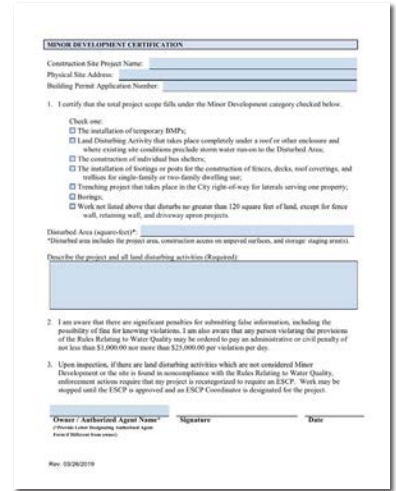 MINOR DEVELOPMENT CERTIFICATION
Construction Site Project Name:
Physical Site Address:
Building Permit Application Number:
1. I certify that the total project scope falls under the Minor Development category checked below.
Check one:
The installation of temporary BMPs;
Land Disturbing Activity that takes place completely under a roof or other enclosure and
where existing site conditions preclude storm water run-on to the Disturbed Area;
The construction of individual bus shelters;
The installation of footings or posts for the construction of fences, decks, roof coverings, and
trellises for single-family or two-family dwelling use;
Trenching project that takes place in the City right-of-way for laterals serving one property;
Borings;
Work not listed above that disturbs no greater than 120 square feet of land, except for fence
wall, retaining wall, and driveway apron projects.
Disturbed Area (square-feet)*:
*Disturbed area includes the project area, construction access on unpaved surfaces, and storage/ staging area(s).
Describe the project and all land disturbing activities (Required):
2. I am aware that there are significant penalties for submitting false information, including the
possibility of fine for knowing violations. I am also aware that any person violating the provisions
of the Rules Relating to Water Quality may be ordered to pay an administrative or civil penalty of
not less than $1,000.00 nor more than $25,000.00 per violation per day.
3. Upon inspection, if there are land disturbing activities which are not considered Minor
Development or the site is found in noncompliance with the Rules Relating to Water Quality,
enforcement actions require that my project is recategorized to require an ESCP. Work may be
stopped until the ESCP is approved and an ESCP Coordinator is designated for the project.
Owner / Authorized Agent Name* Signature Date
(*Provide Letter Designating Authorized Agent
Form if Different from owner)
Rev. 03/26/2019